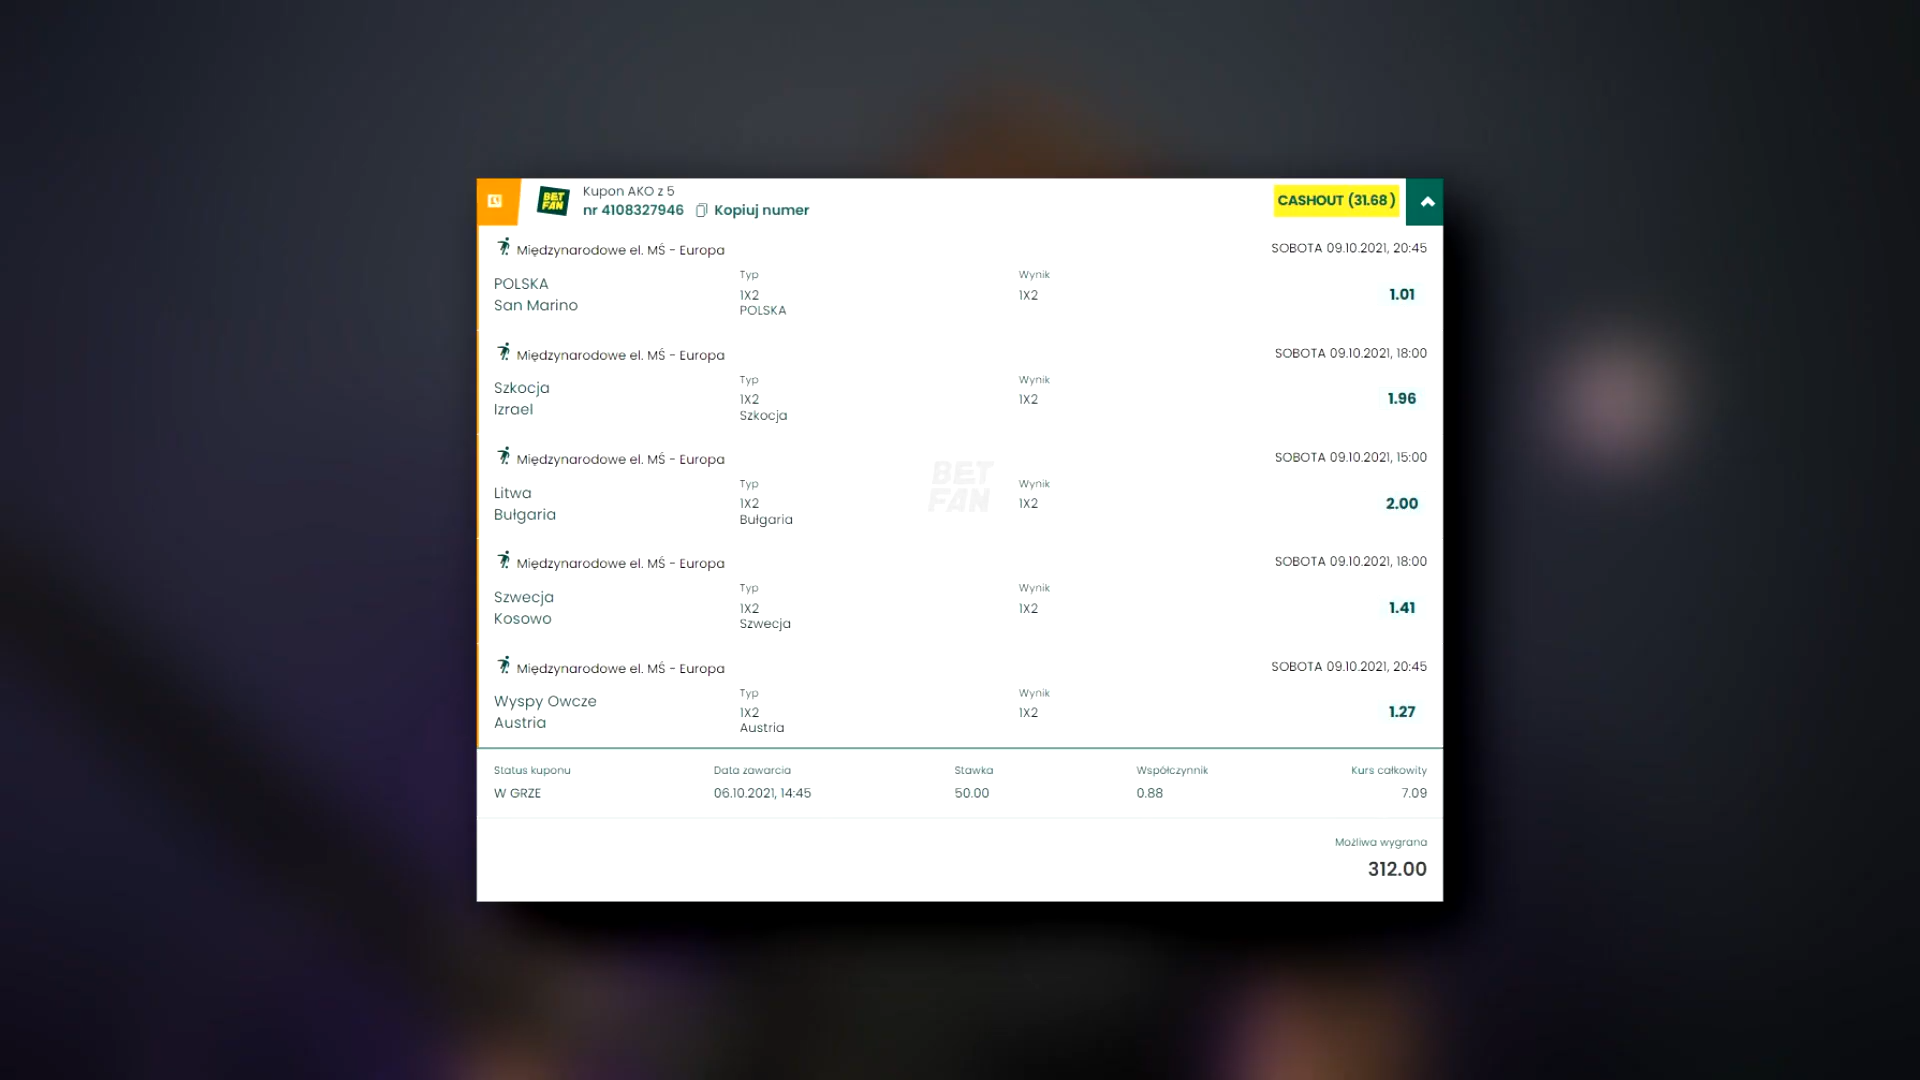 BET
FAN
Kupon AKO z 5
nr 4108327946 Kopiuj numer
CASHOUT (31.68)
Międzynarodowe el. MŚ - Europa
SOBOTA 09.10.2021, 20:45
POLSKA
San Marino
Typ
1X2
POLSKA
Wynik
1X2
1.01
Międzynarodowe el. MŚ - Europa
SOBOTA 09.10.2021, 18:00
Szkocja
Izrael
Typ
1X2
Szkocja
Wynik
1X2
1.96
Międzynarodowe el. MŚ - Europa
SOBOTA 09.10.2021, 15:00
Litwa
Bułgaria
Typ
1X2
Bułgaria
BET
FAN
Wynik
1X2
2.00
Międzynarodowe el. MŚ - Europa
SOBOTA 09.10.2021, 18:00
Szwecja
Kosowo
Typ
1X2
Szwecja
Wynik
1X2
1.41
Międzynarodowe el. MŚ - Europa
SOBOTA 09.10.2021, 20:45
Wyspy Owcze
Austria
Typ
1X2
Austria
Wynik
1X2
1.27
Status kuponu
W GRZE
Data zawarcia
06.10.2021, 14:45
Stawka
50.00
Współczynnik
0.88
Kurs całkowity
7.09
Możliwa wygrana
312.00